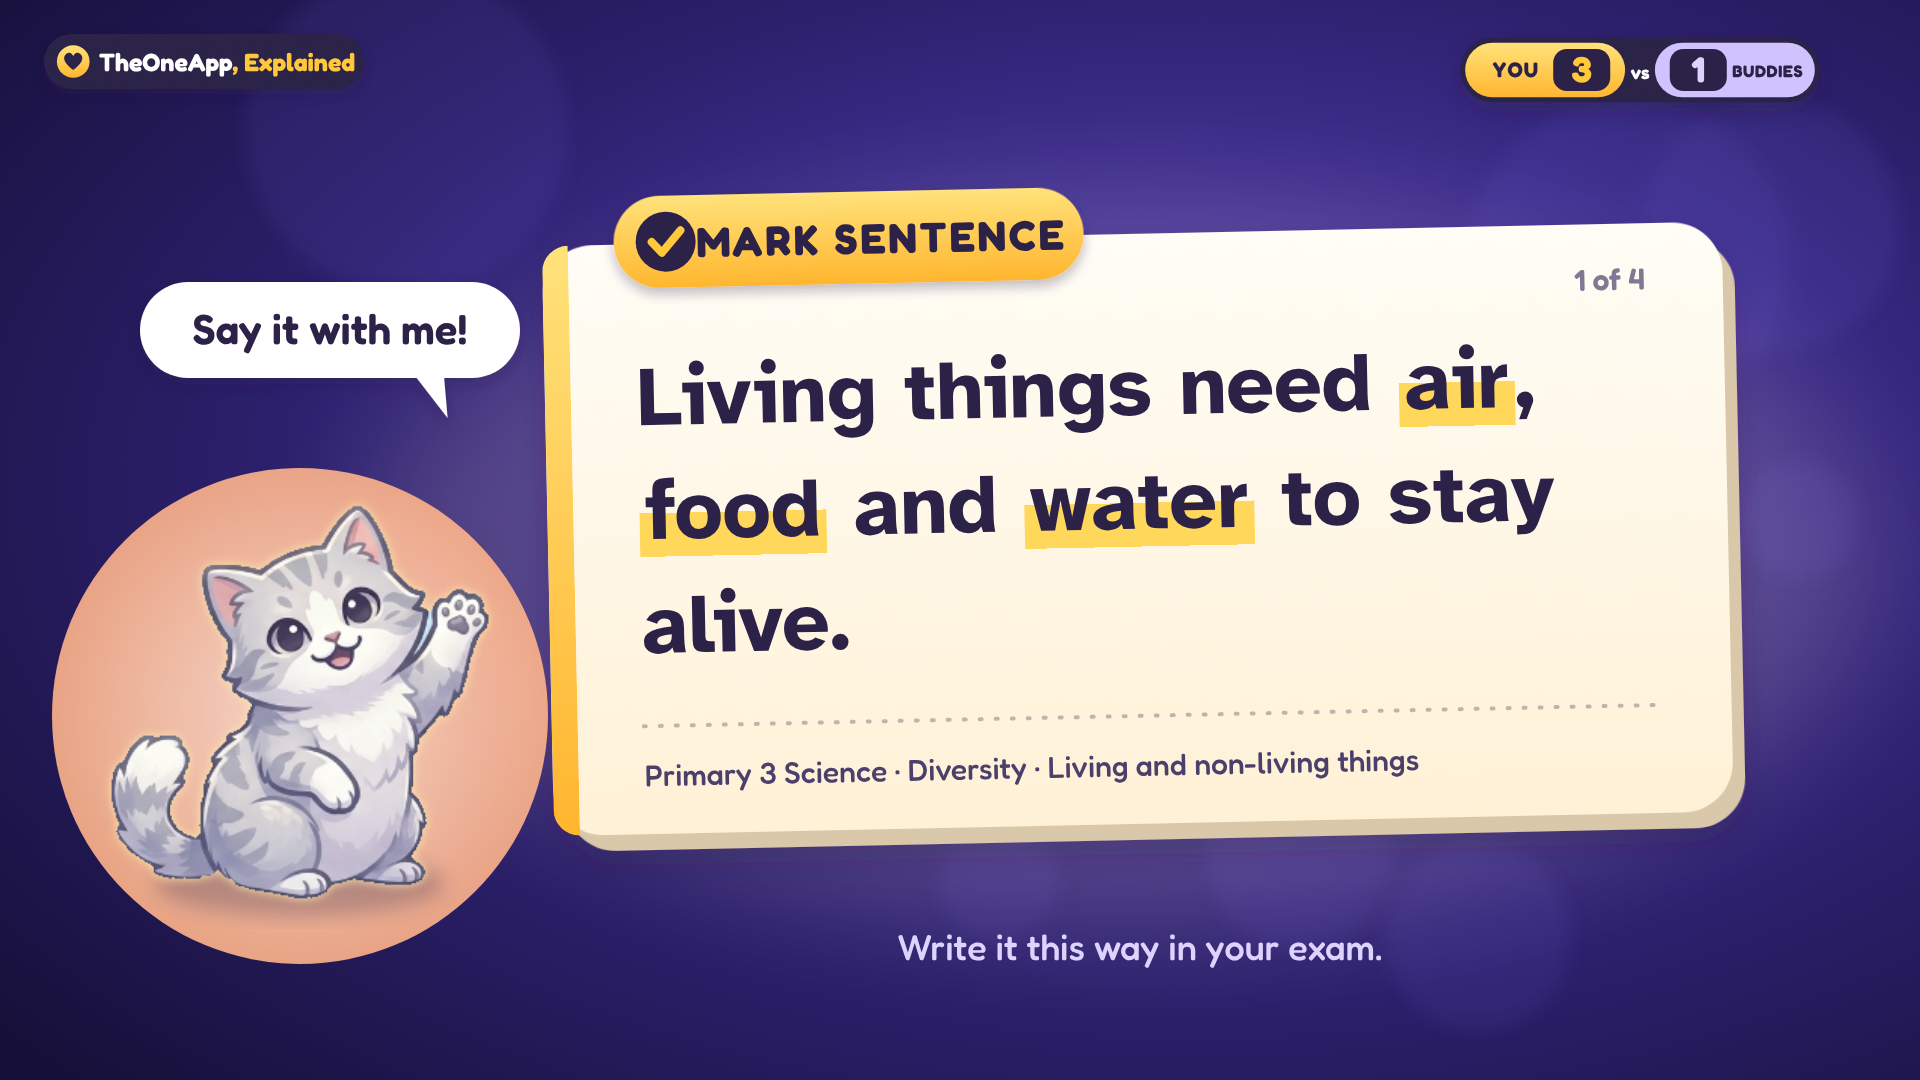 TheOneApp, Explained
YOU 3 vs 1 BUDDIES
MARK SENTENCE
1 of 4
Say it with me!
Living things need air,
food and water to stay
alive.
Primary 3 Science · Diversity · Living and non-living things
Write it this way in your exam.